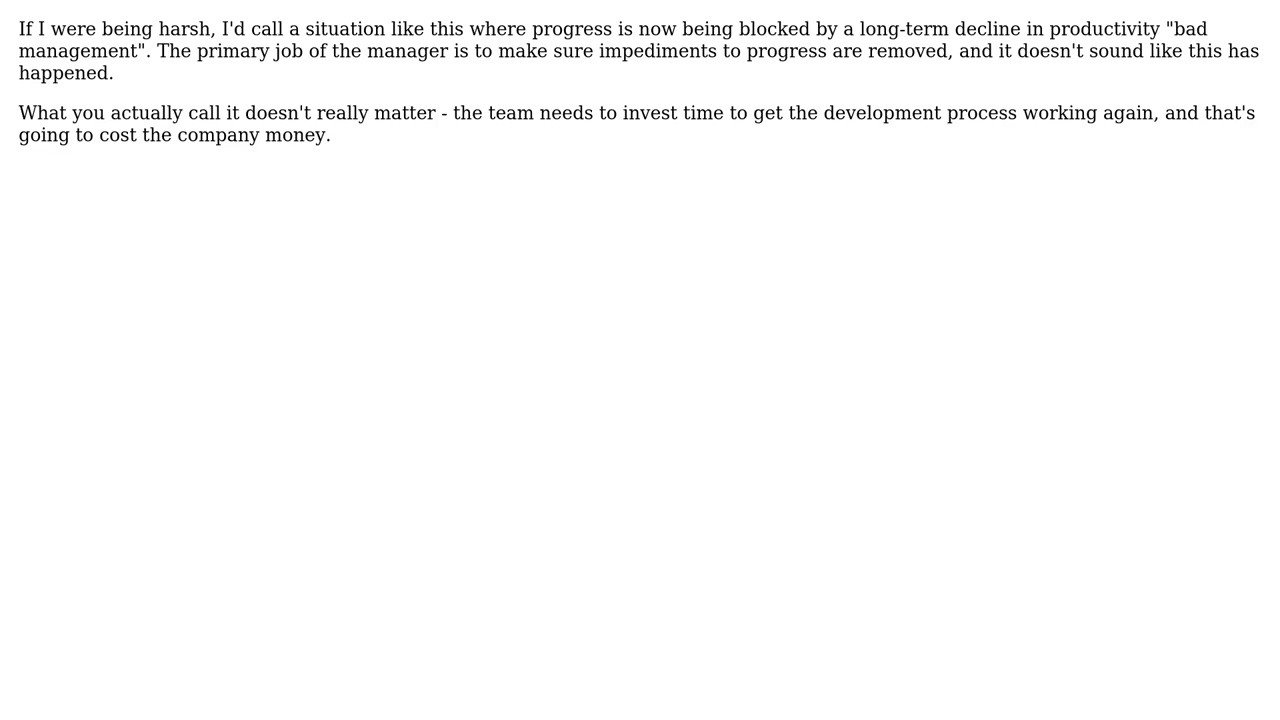 If I were being harsh, I'd call a situation like this where progress is now being blocked by a long-term decline in productivity "bad
management". The primary job of the manager is to make sure impediments to progress are removed, and it doesn't sound like this has
happened.
What you actually call it doesn't really matter - the team needs to invest time to get the development process working again, and that's
going to cost the company money.